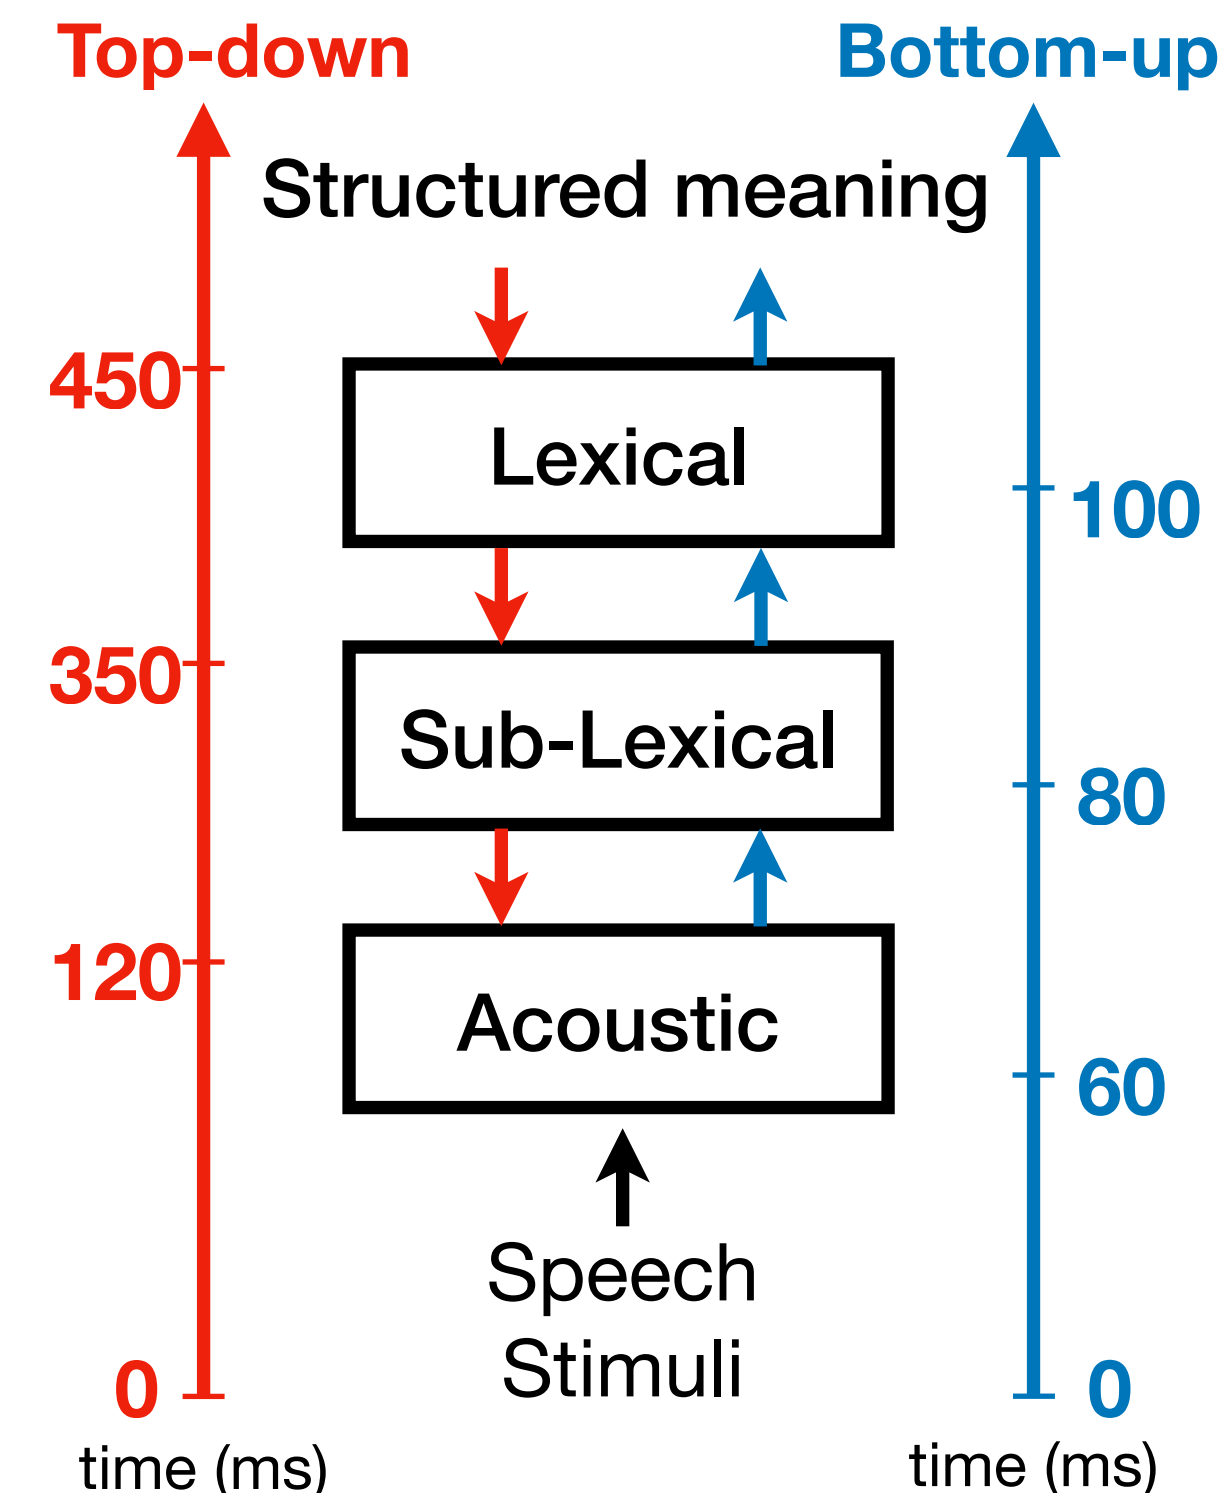 Top-down
Bottom-up
Structured meaning
450
Lexical
100
350
Sub-Lexical
80
120
Acoustic
60
Speech
Stimuli
0
0
time (ms)
time (ms)